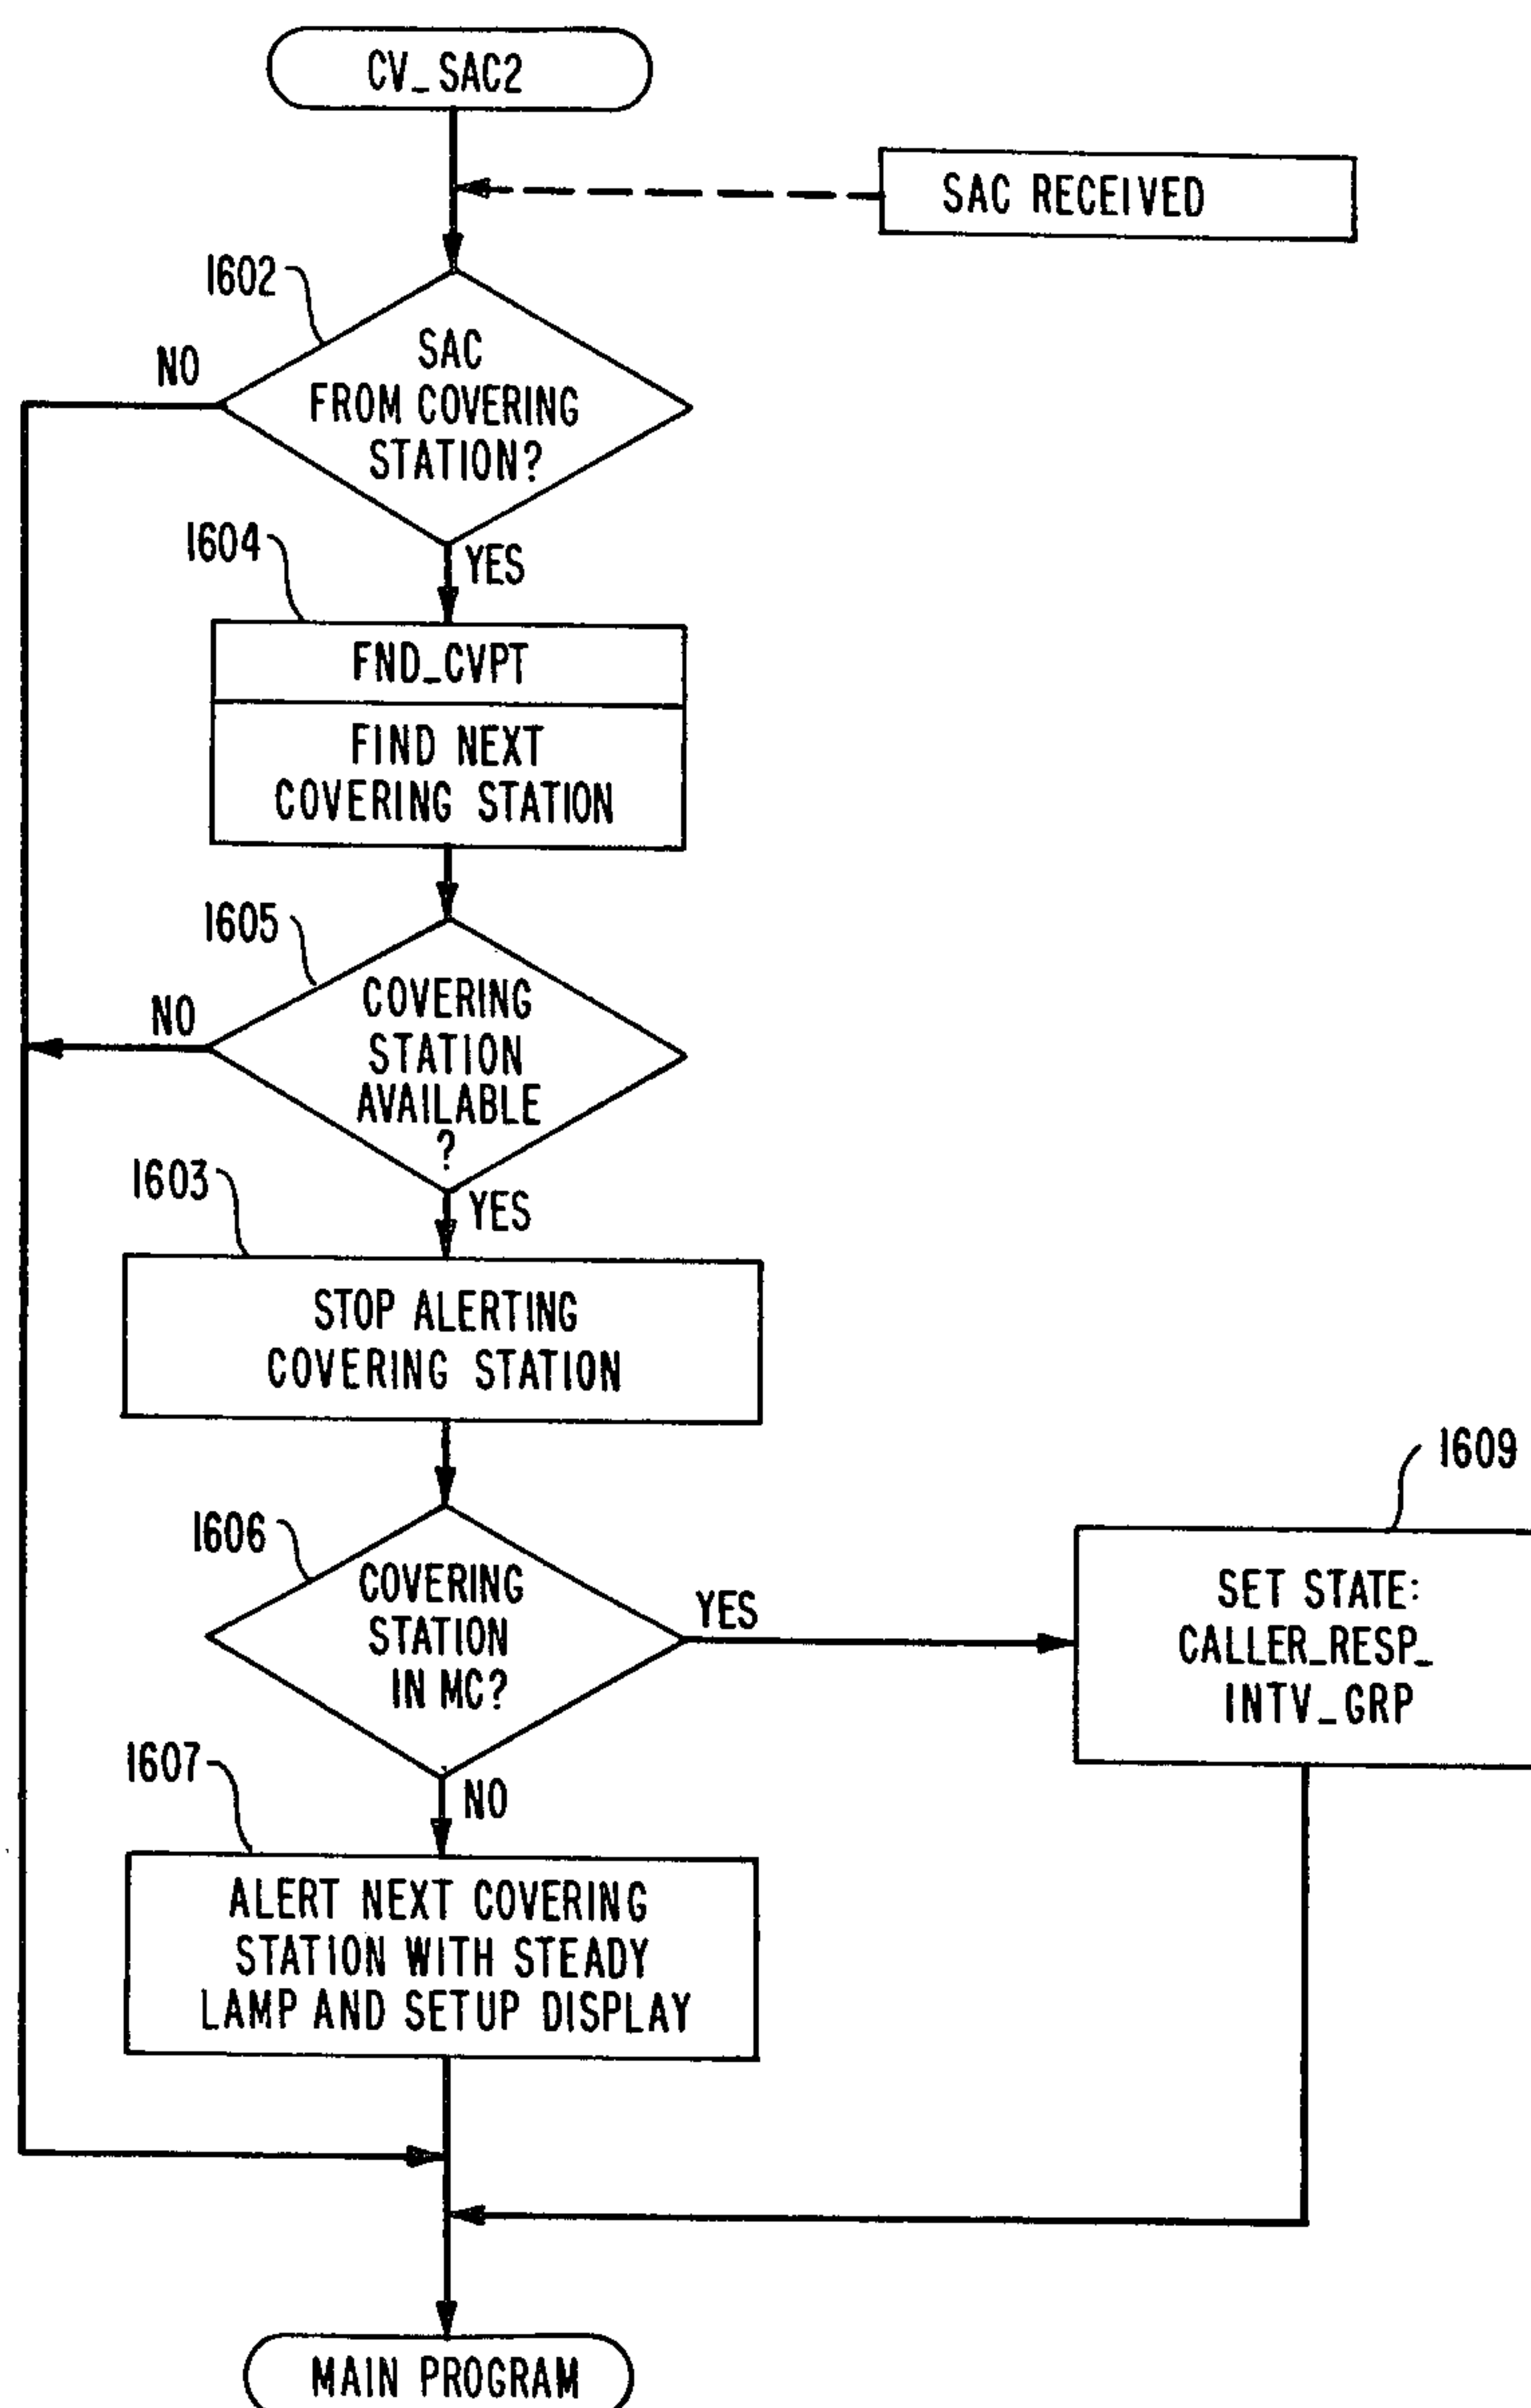 CV_SAC2
SAC RECEIVED
1602
SAC
FROM COVERING
STATION?
NO
YES
1604
FND_CVPT
FIND NEXT
COVERING STATION
1605
COVERING
STATION
AVAILABLE
?
NO
YES
1603
STOP ALERTING
COVERING STATION
1606
COVERING
STATION
IN MC?
YES
NO
1609
SET STATE:
CALLER_RESP_
INTV_GRP
1607
ALERT NEXT COVERING
STATION WITH STEADY
LAMP AND SETUP DISPLAY
MAIN PROGRAM